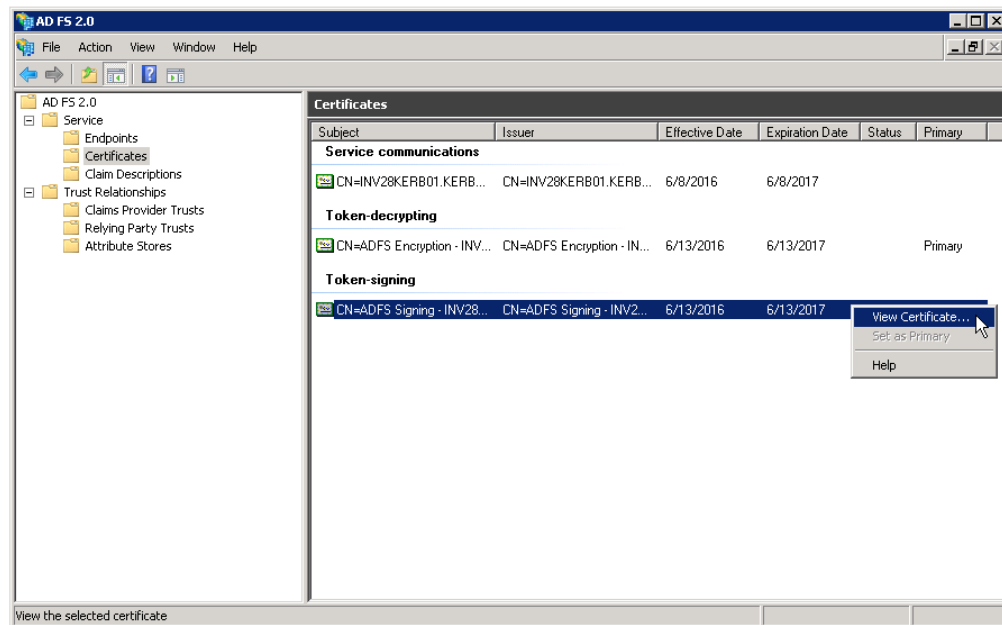 AD FS 2.0
File Action View Window Help
AD FS 2.0
Service
Endpoints
Certificates
Claim Descriptions
Trust Relationships
Claims Provider Trusts
Relying Party Trusts
Attribute Stores
Certificates
Subject Issuer Effective Date Expiration Date Status Primary
Service communications
CN=INV28KERB01.KERB... CN=INV28KERB01.KERB... 6/8/2016 6/8/2017
Token-decrypting
CN=ADFS Encryption - INV... CN=ADFS Encryption - IN... 6/13/2016 6/13/2017 Primary
Token-signing
CN=ADFS Signing - INV28... CN=ADFS Signing - INV2... 6/13/2016 6/13/2017
View Certificate...
Set as Primary
Help
View the selected certificate